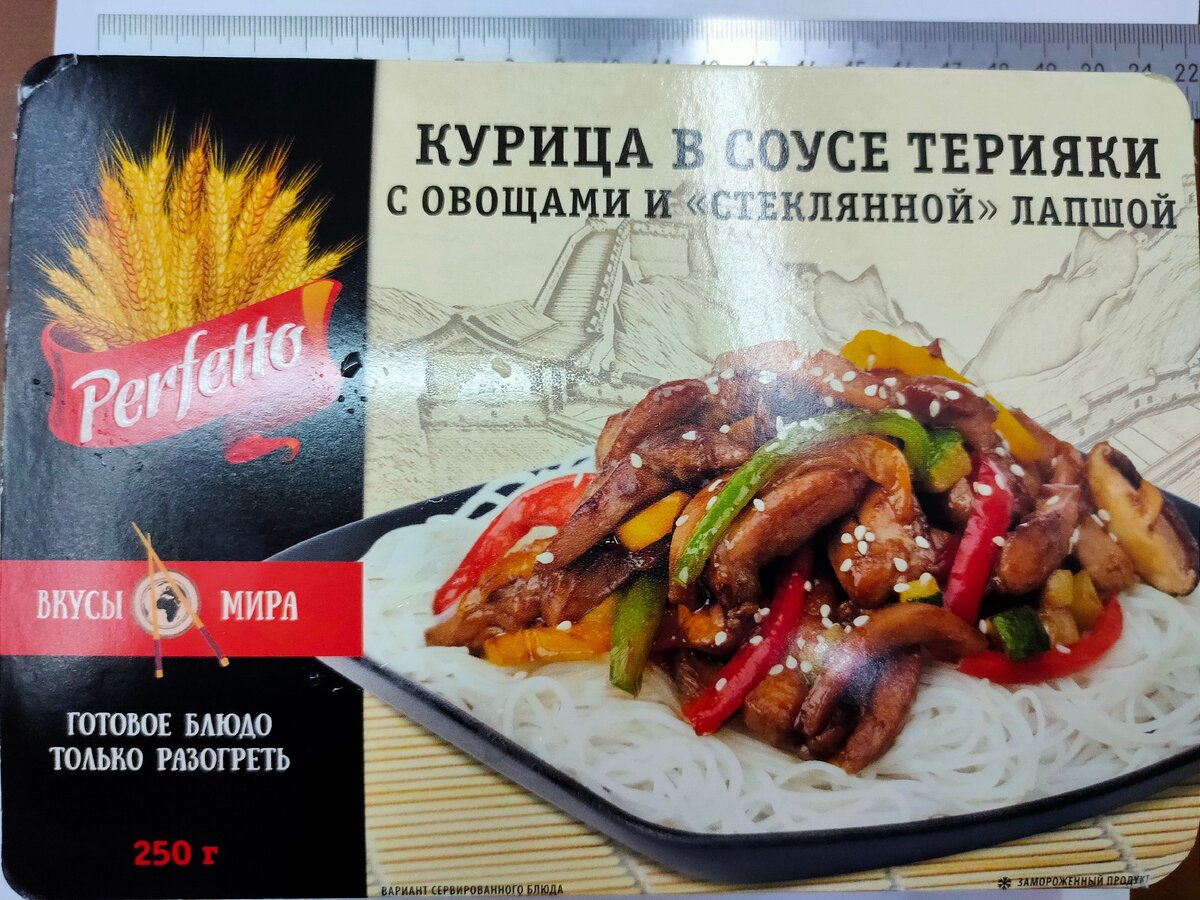 КУРИЦА В СОУСЕ ТЕРИЯКИ
С ОВОЩАМИ И «СТЕКЛЯННОЙ» ЛАПШОЙ
Perfetto
ВКУСЫ МИРА
ГОТОВОЕ БЛЮДО
ТОЛЬКО РАЗОГРЕТЬ
250 г
ВАРИАНТ СЕРВИРОВАННОГО БЛЮДА
ЗАМОРОЖЕННЫЙ ПРОДУКТ